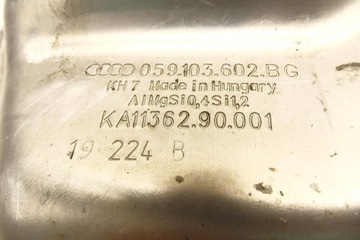 059.103.602.BG
KH7 Made in Hungary
AlMgSi0,4Si1,2
KA11362.90.001
19 224 B